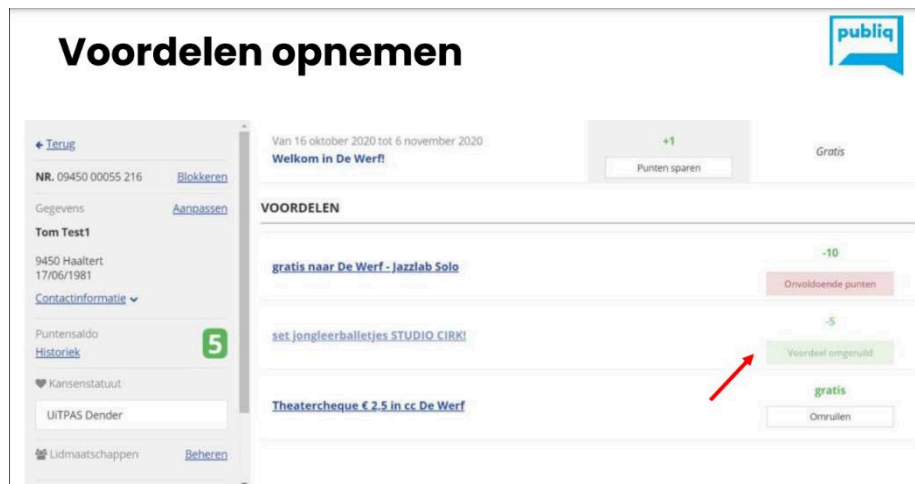 Voordelen opnemen
publiq
← Terug
NR. 09450 00055 216
Blokkeren
Gegevens
Aanpassen
Tom Test1
9450 Haaltert
17/06/1981
Contactinformatie
Puntensaldo
Historiek
5
Kansenstatuut
UiTPAS Dender
Lidmaatschappen
Beheren
Van 16 oktober 2020 tot 6 november 2020
Welkom in De Werf!
+1
Punten sparen
Gratis
VOORDELEN
gratis naar De Werf - Jazzlab Solo
-10
Onvoldoende punten
set jongleerballetjes STUDIO CIRK!
-5
Voordeel omgeruild
Theatercheque € 2.5 in cc De Werf
gratis
Omruilen